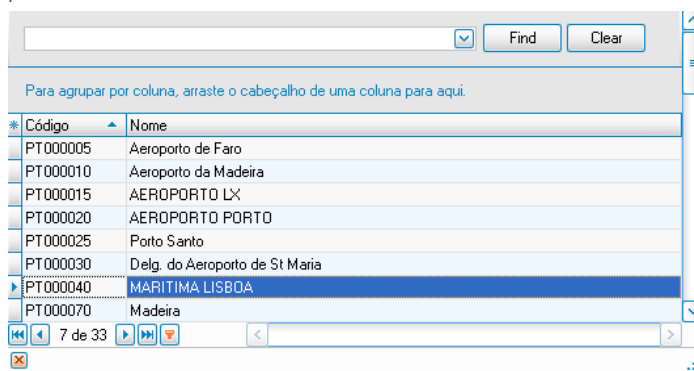 Find Clear
Para agrupar por coluna, arraste o cabeçalho de uma coluna para aqui.
Código Nome
PT000005 Aeroporto de Faro
PT000010 Aeroporto da Madeira
PT000015 AEROPORTO LX
PT000020 AEROPORTO PORTO
PT000025 Porto Santo
PT000030 Delg. do Aeroporto de St Maria
PT000040 MARITIMA LISBOA
PT000070 Madeira
7 de 33